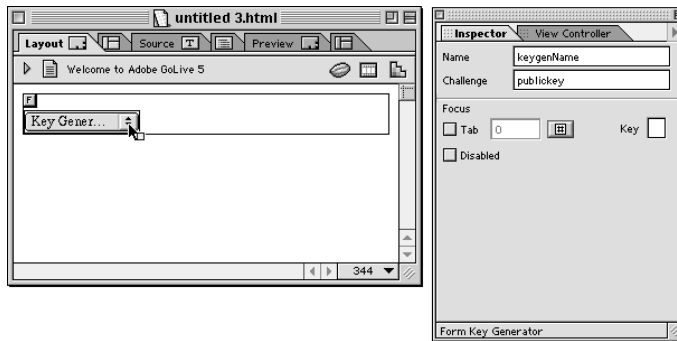 untitled 3.html
Layout Source T Preview
Welcome to Adobe GoLive 5
F
Key Gener...
344
Inspector View Controller
Name keygenName
Challenge publickey
Focus
Tab 0 Key
Disabled
Form Key Generator